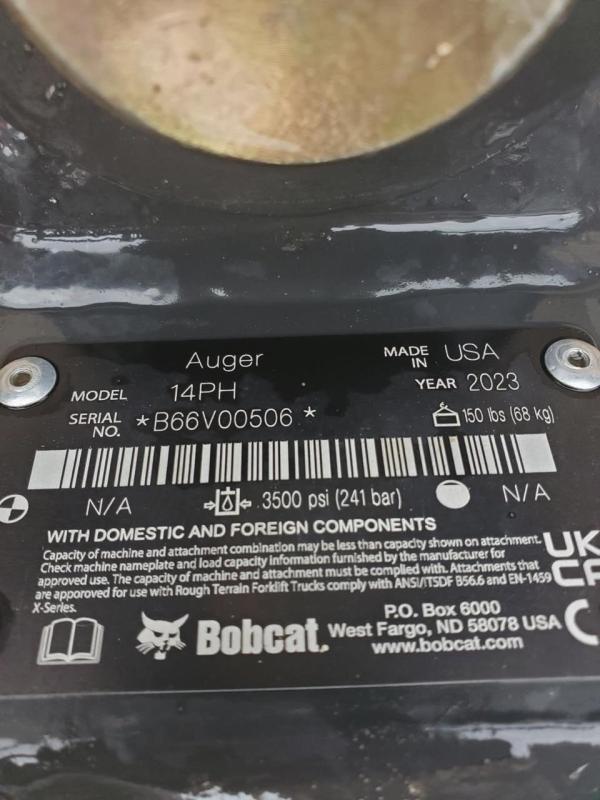 Auger
MADE IN USA
MODEL 14PH
YEAR 2023
SERIAL NO. *B66V00506*
150 lbs (68 kg)
N/A
3500 psi (241 bar)
N/A
WITH DOMESTIC AND FOREIGN COMPONENTS
Capacity of machine and attachment combination may be less than capacity shown on attachment.
Check machine nameplate and load capacity information furnished by the manufacturer for
approved use. The capacity of machine and attachment must be complied with. Attachments that
are apoproved for use with Rough Terrain Forklift Trucks comply with ANSI/ITSDF B56.6 and EN-1459
X-Series.
UK
CA
Bobcat.
P.O. Box 6000
West Fargo, ND 58078 USA
www.bobcat.com